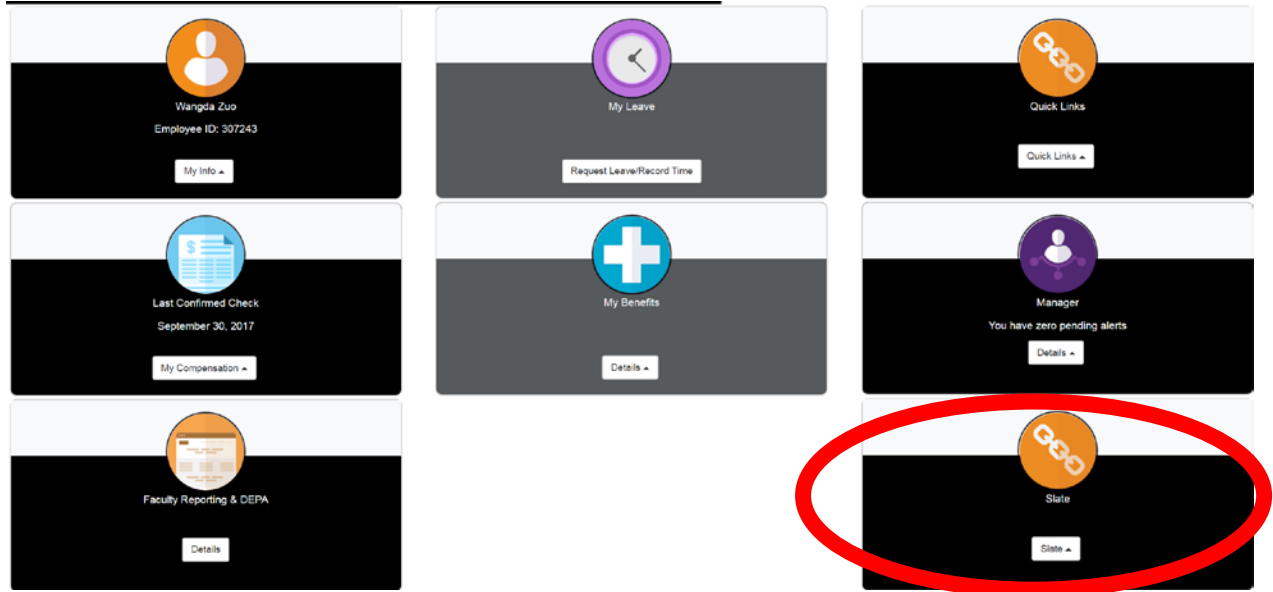 Wangda Zuo
Employee ID: 307243
My Info
My Leave
Request Leave/Record Time
Quick Links
Quick Links
$
Last Confirmed Check
September 30, 2017
My Compensation
My Benefits
Details
Manager
You have zero pending alerts
Details
Faculty Reporting & DEPA
Details
Slate
Slate